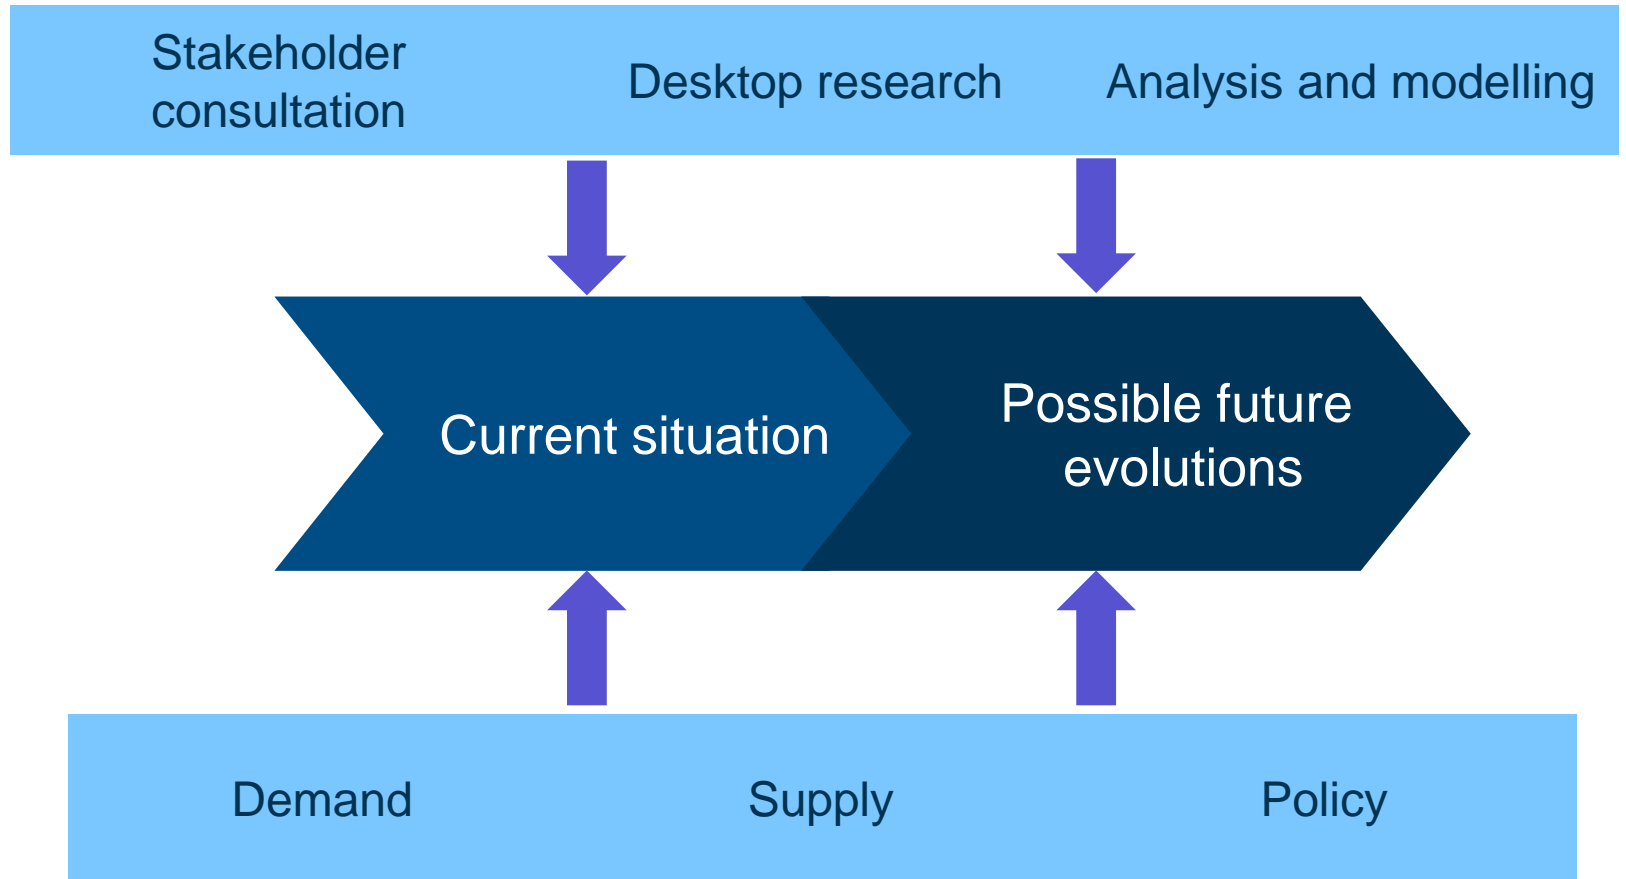 Stakeholder
consultation
Desktop research
Analysis and modelling
Current situation
Possible future
evolutions
Demand
Supply
Policy